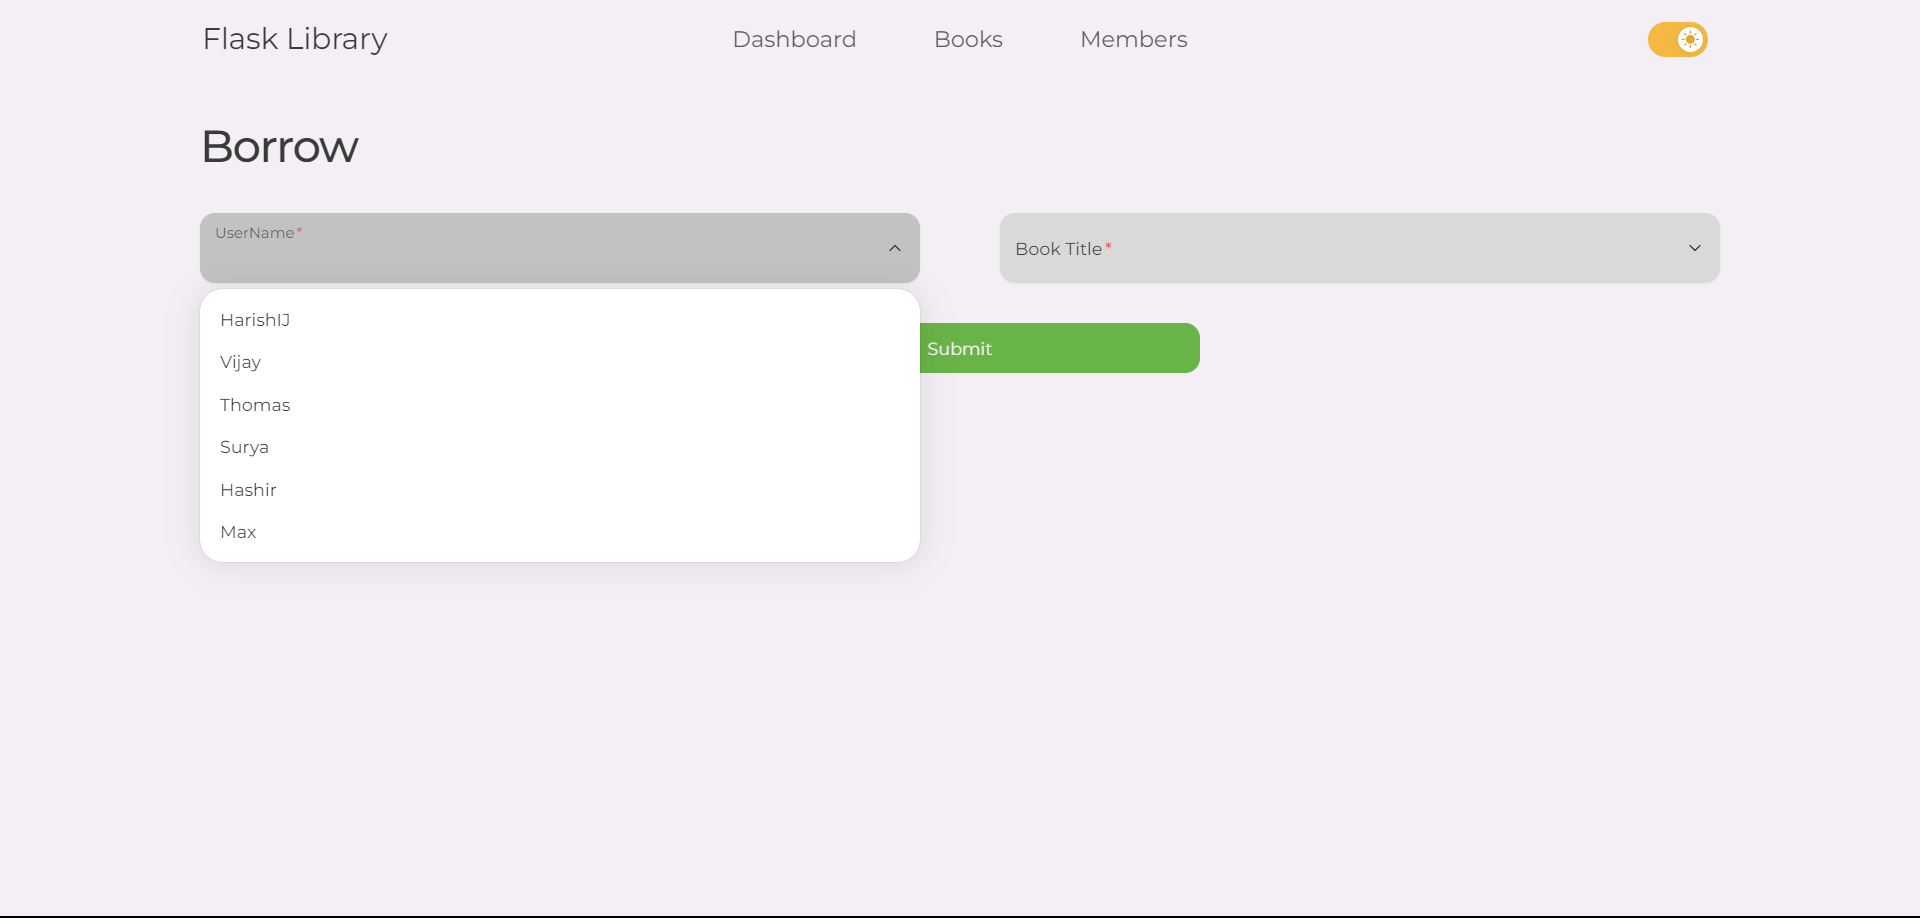 Flask Library
Dashboard
Books
Members
Borrow
UserName*
Book Title*
HarishIJ
Vijay
Thomas
Surya
Hashir
Max
Submit